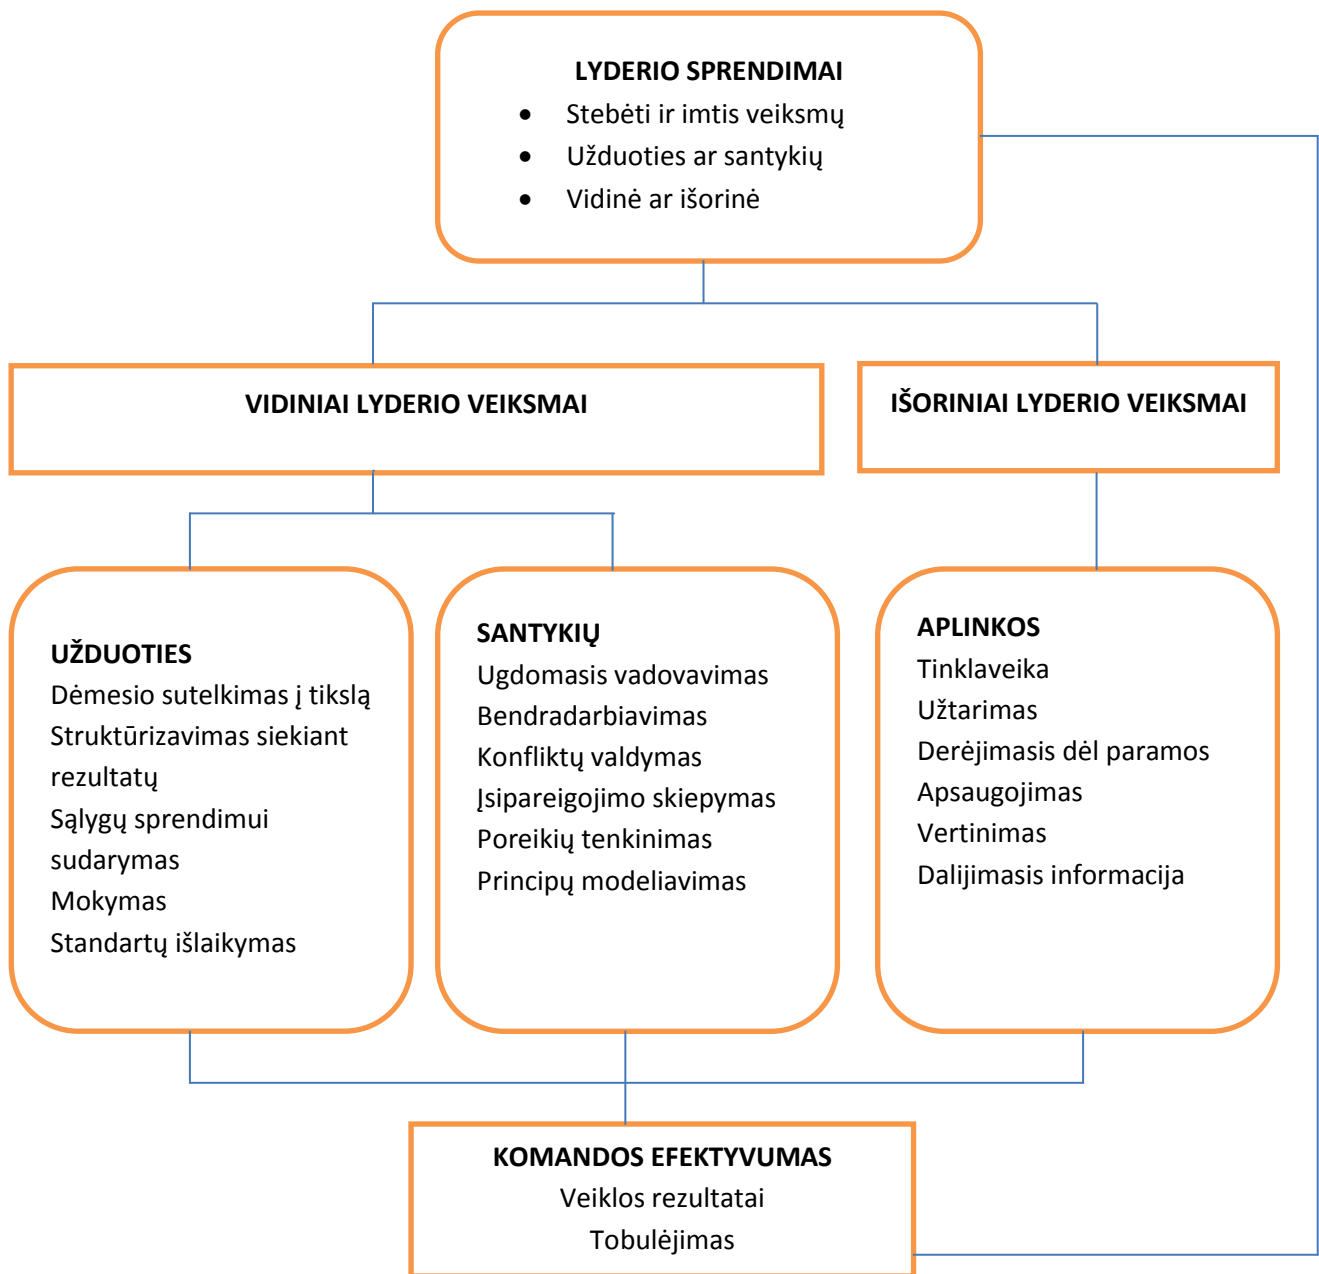 LYDERIO SPRENDIMAI
• Stebėti ir imtis veiksmų
• Užduoties ar santykių
• Vidinė ar išorinė
VIDINIAI LYDERIO VEIKSMAI
IŠORINIAI LYDERIO VEIKSMAI
UŽDUOTIES
Dėmesio sutelkimas į tikslą
Struktūrizavimas siekiant
rezultatų
Sąlygų sprendimui
sudarymas
Mokymas
Standartų išlaikymas
SANTYKIŲ
Ugdomasis vadovavimas
Bendradarbiavimas
Konfliktų valdymas
Įsipareigojimo skiepymas
Poreikių tenkinimas
Principų modeliavimas
APLINKOS
Tinklaveika
Užtarimas
Derėjimasis dėl paramos
Apsaugojimas
Vertinimas
Dalijimasis informacija
KOMANDOS EFEKTYVUMAS
Veiklos rezultatai
Tobulėjimas